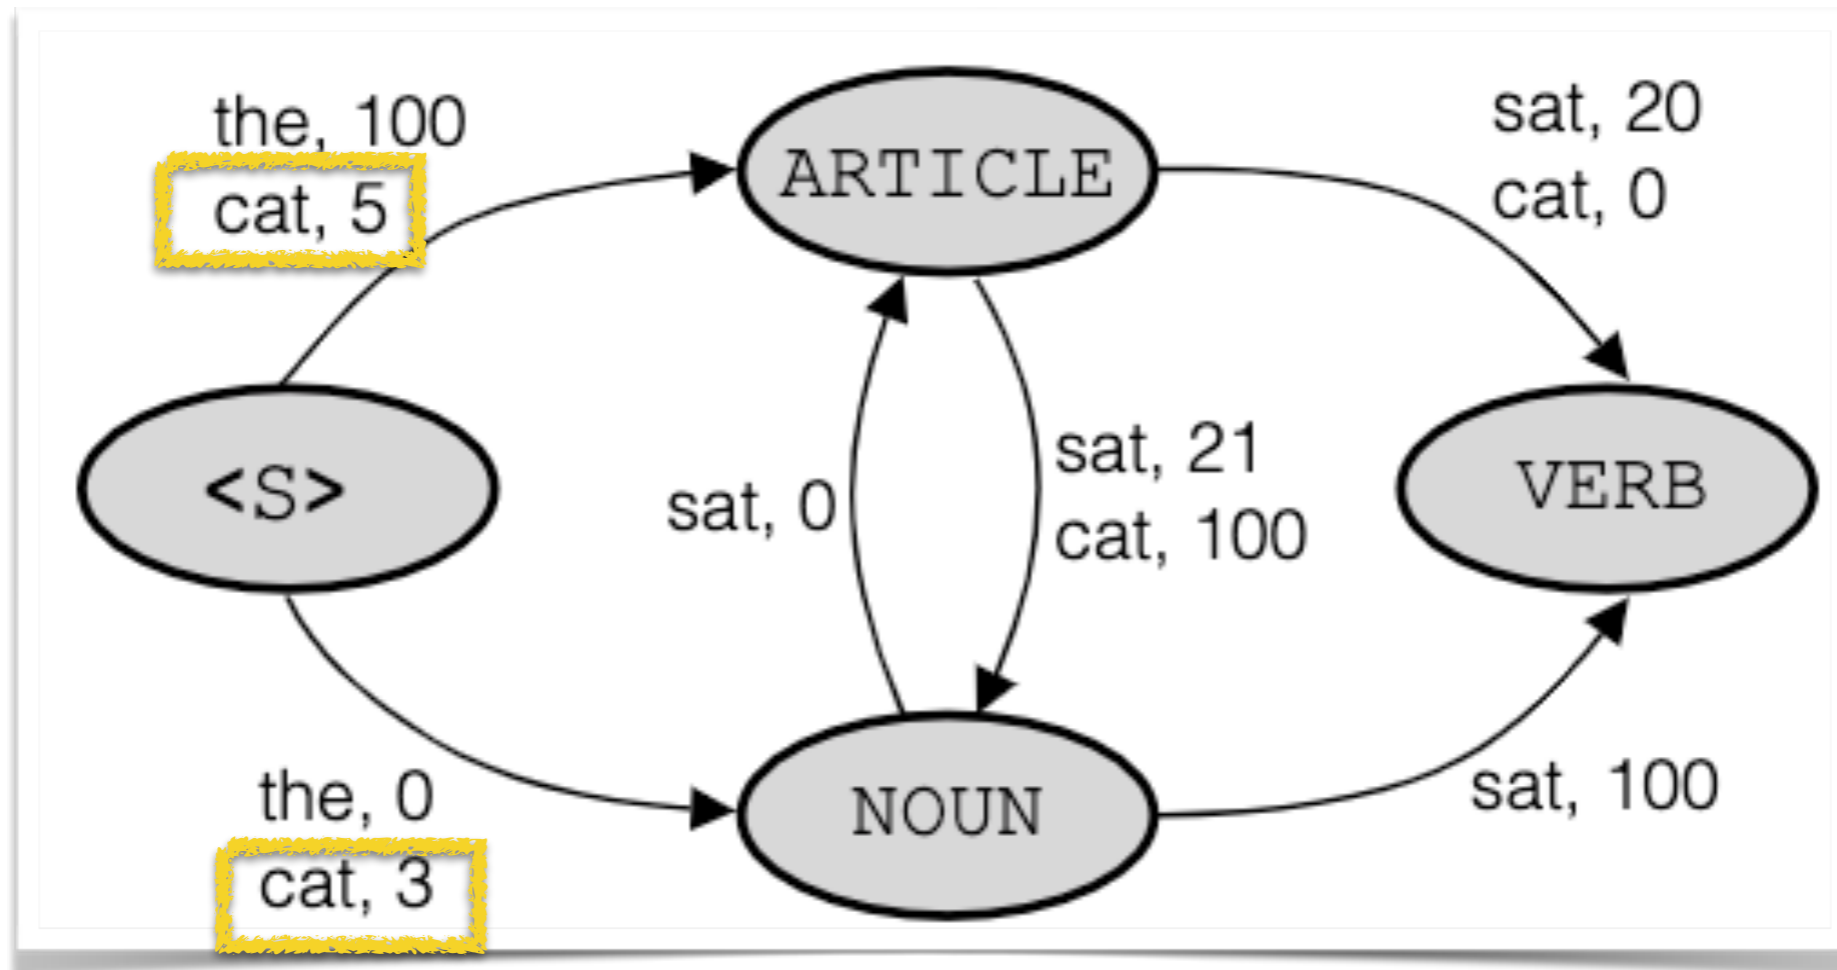 the, 100
cat, 5
ARTICLE
sat, 20
cat, 0
<S>
sat, 0
sat, 21
cat, 100
VERB
the, 0
cat, 3
NOUN
sat, 100